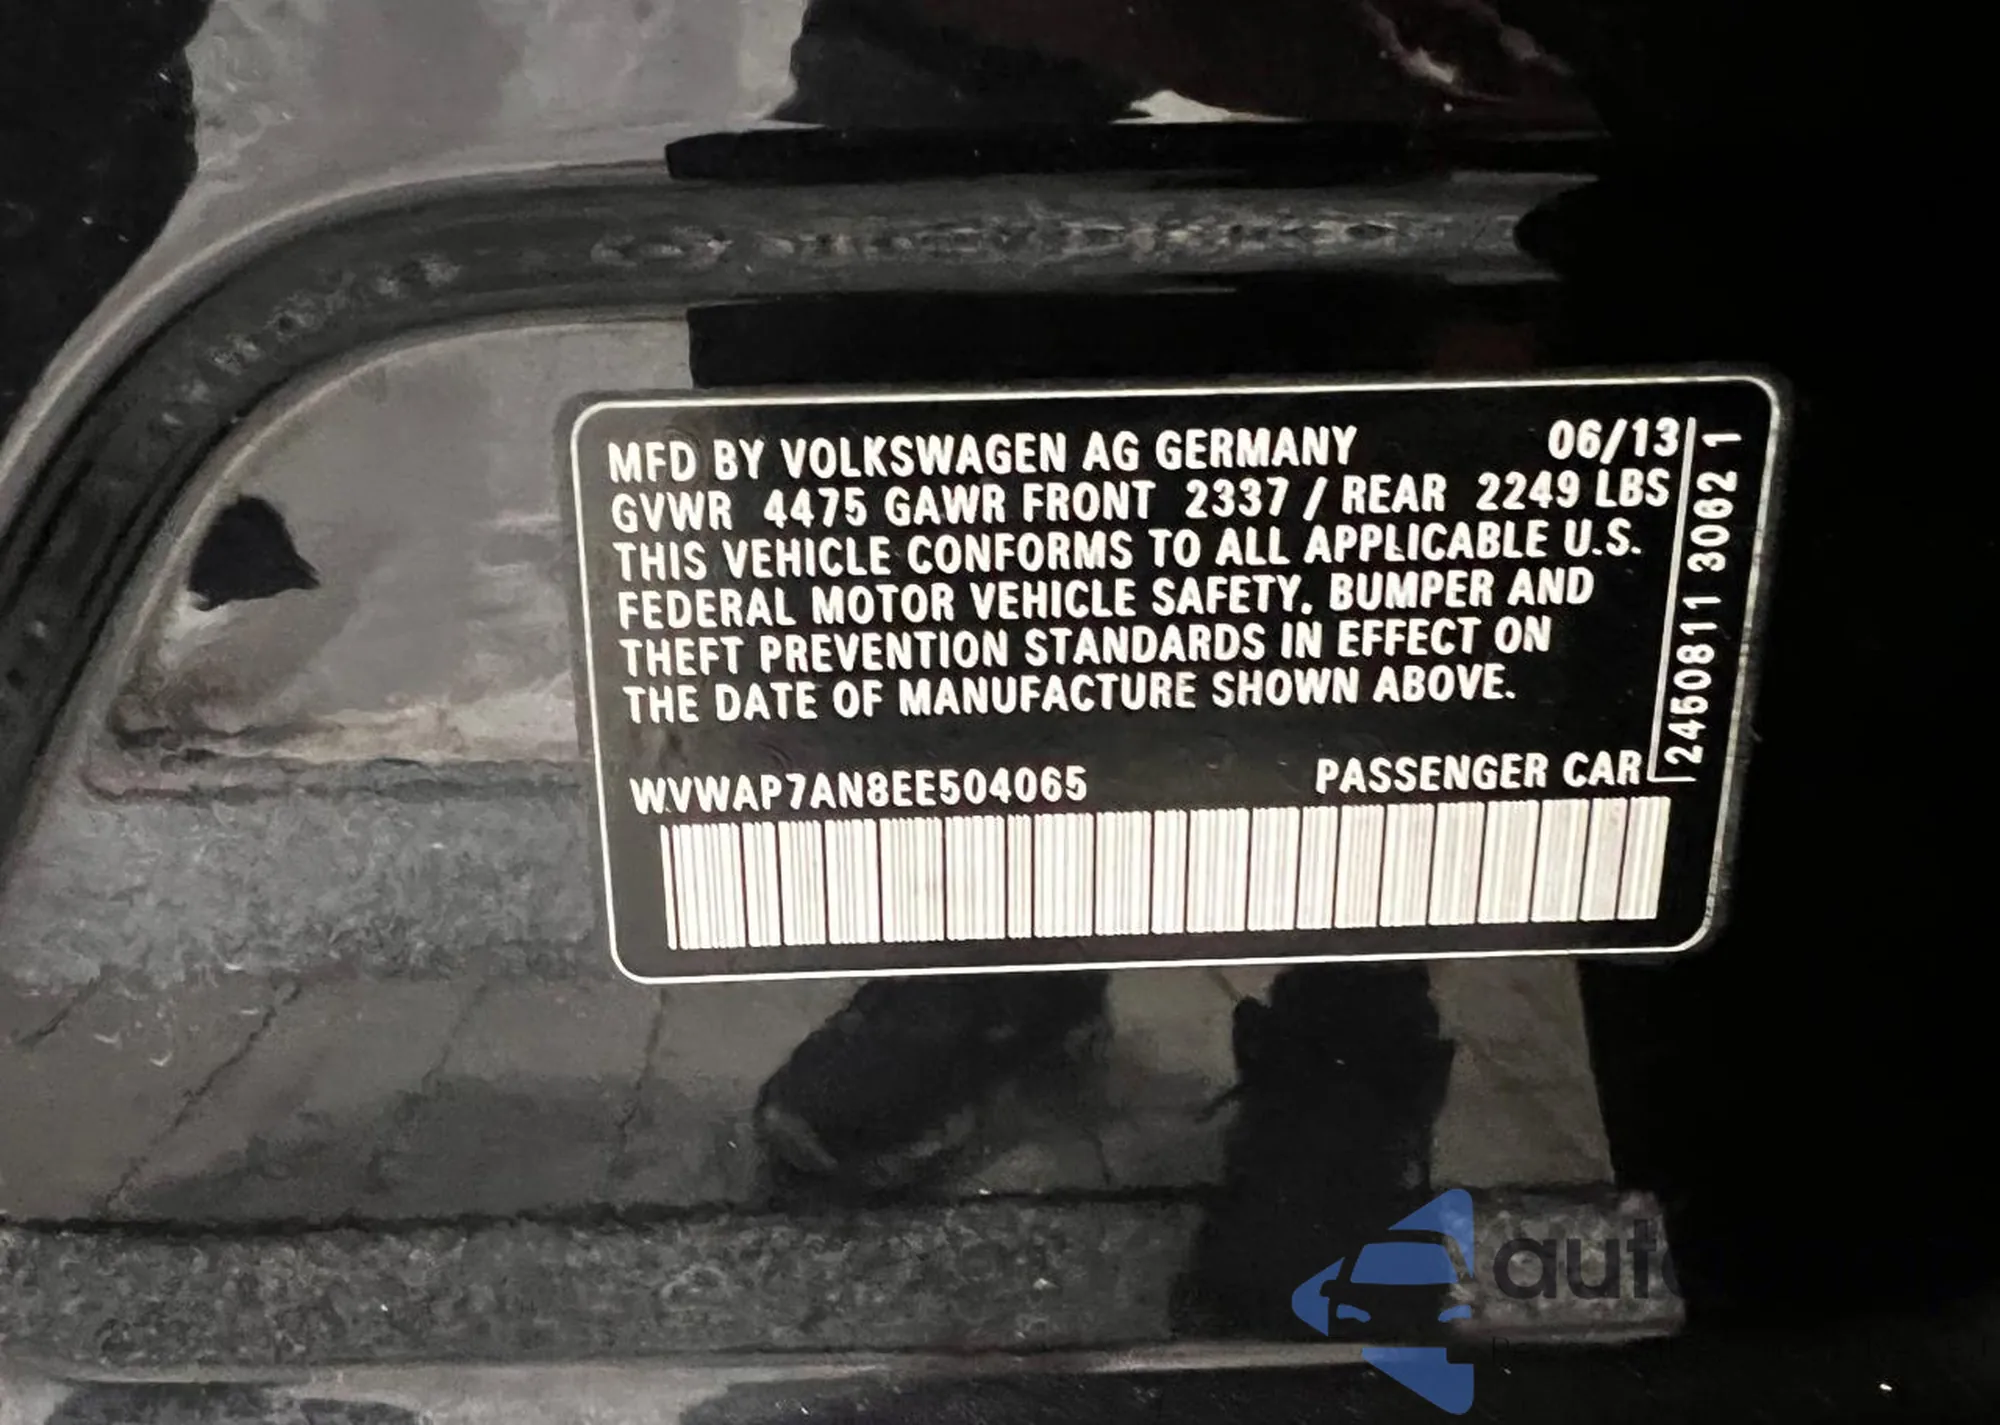 MFD BY VOLKSWAGEN AG GERMANY 06/13
GVWR 4475 GAWR FRONT 2337 / REAR 2249 LBS
THIS VEHICLE CONFORMS TO ALL APPLICABLE U.S.
FEDERAL MOTOR VEHICLE SAFETY, BUMPER AND
THEFT PREVENTION STANDARDS IN EFFECT ON
THE DATE OF MANUFACTURE SHOWN ABOVE.
WVWAP7AN8EE504065 PASSENGER CAR
2450811 3062 1